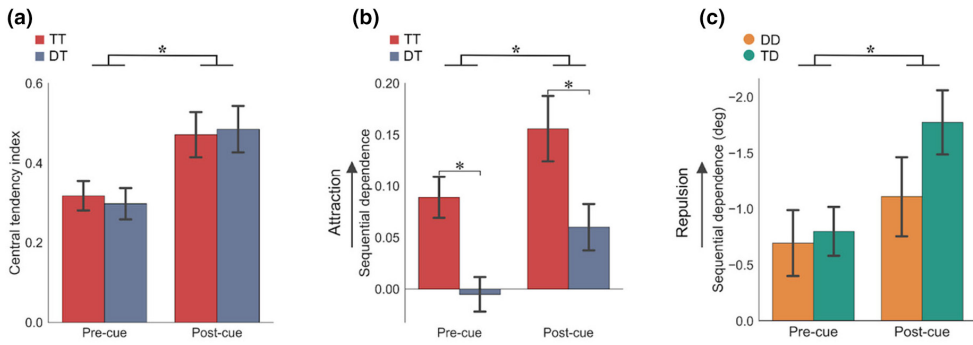 (a)
TT
DT
*
Central tendency index
0.6
0.4
0.2
0.0
Pre-cue Post-cue
(b)
TT
DT
*
*
*
Attraction
Sequential dependence
0.20
0.15
0.10
0.05
0.00
Pre-cue Post-cue
(c)
DD
TD
*
Repulsion
Sequential dependence (deg)
−2.0
−1.5
−1.0
−0.5
0.0
Pre-cue Post-cue